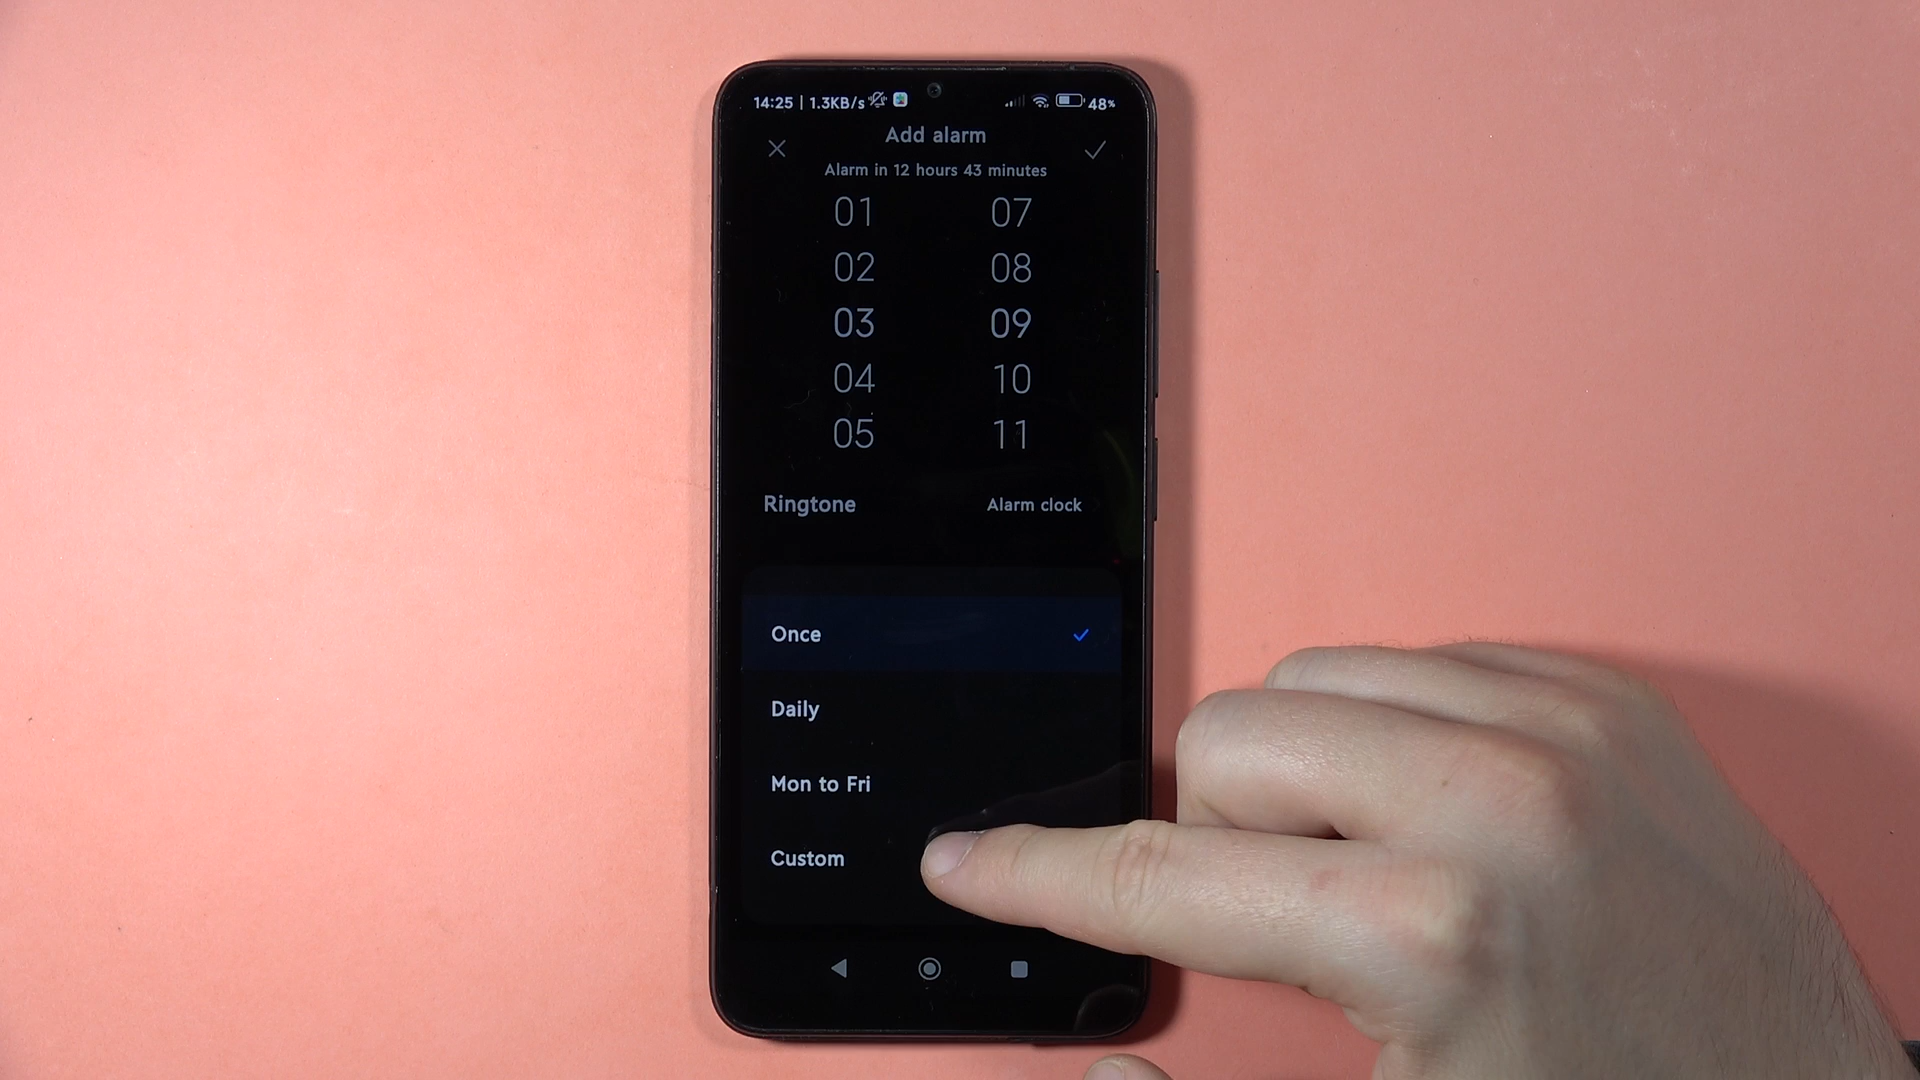 14:25 | 1.3KB/s 48%
Add alarm
Alarm in 12 hours 43 minutes
01 07
02 08
03 09
04 10
05 11
Ringtone Alarm clock
Once
Daily
Mon to Fri
Custom